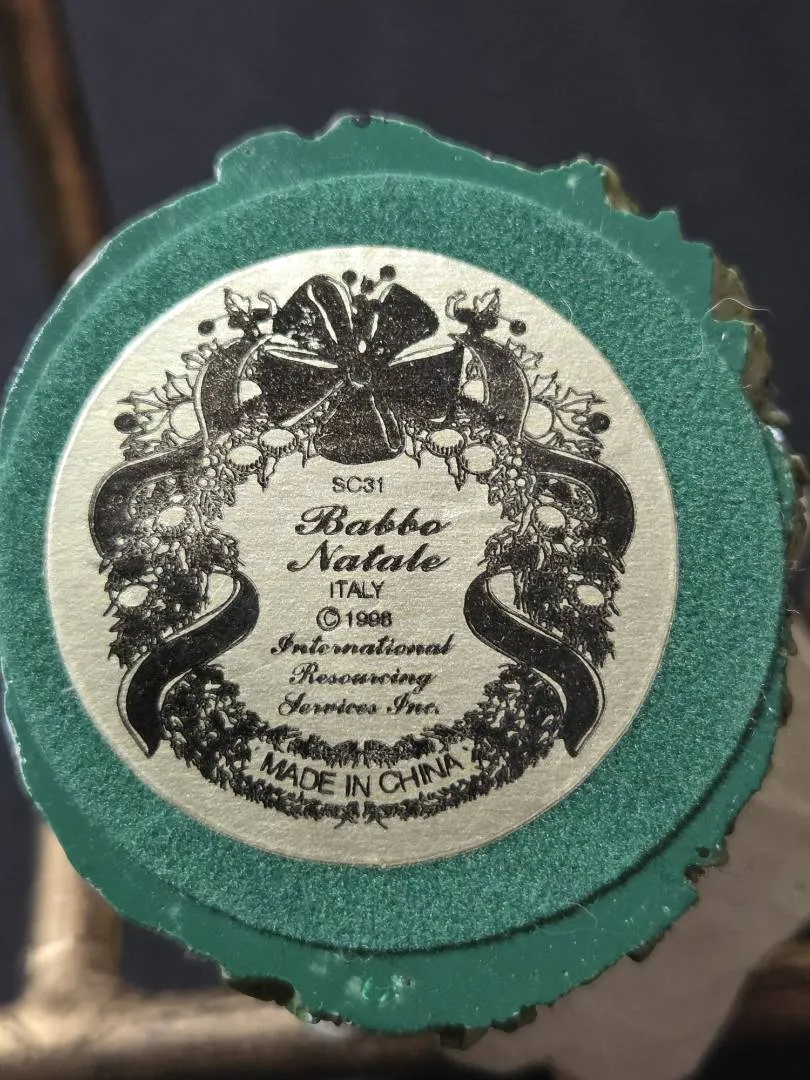 SC31
Babbo
Natale
ITALY
© 1998
International
Resourcing
Services Inc.
MADE IN CHINA